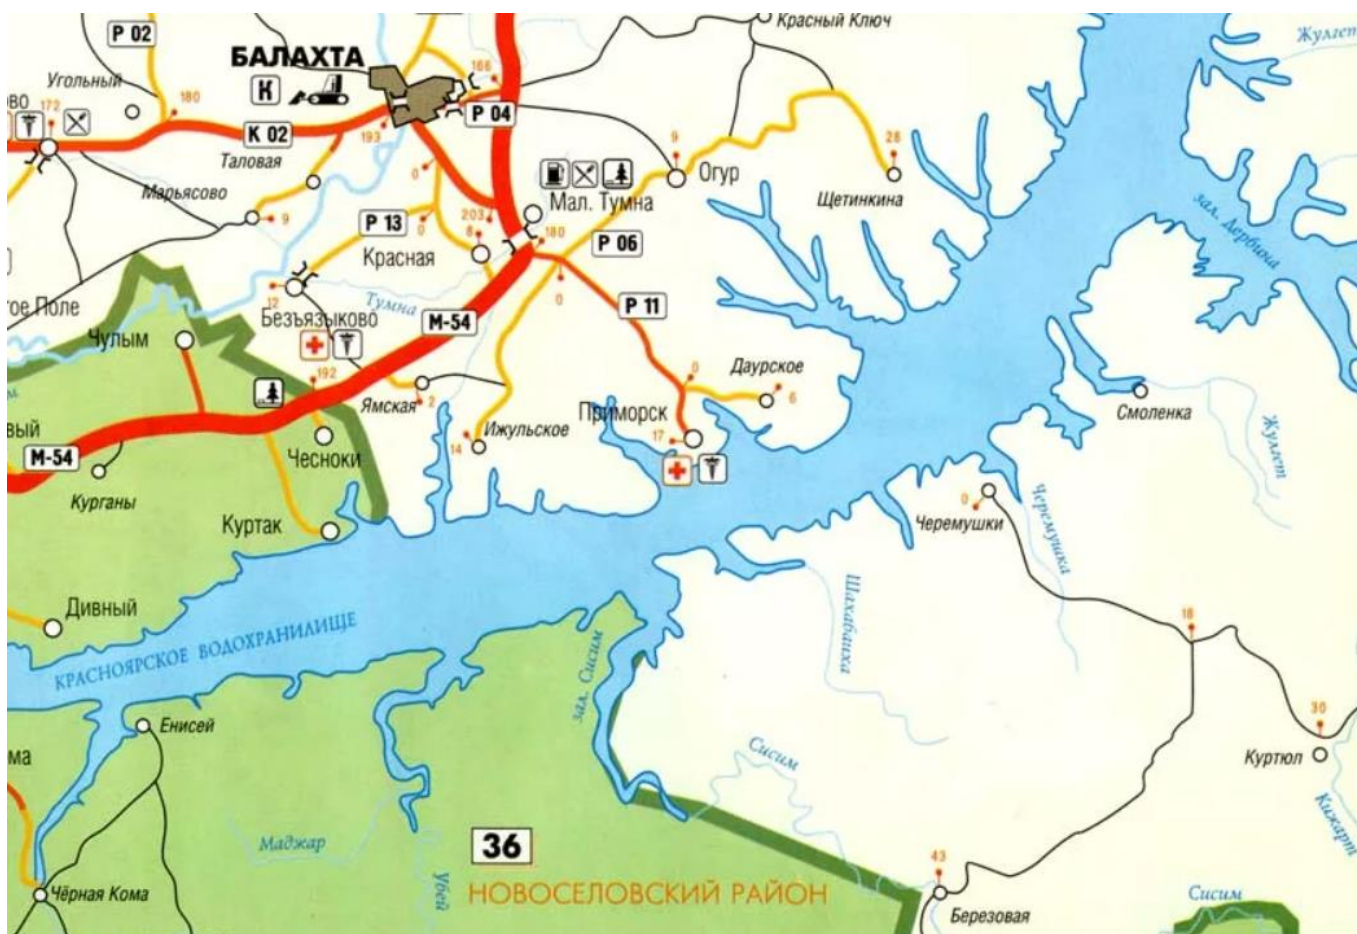 Красный Ключ
Жулгет
Р 02
БАЛАХТА
166
Угольный
К
180
172
Р 04
К 02
193
9
28
Таловая
0
Огур
Марьясово
Мал. Тумна
Щетинкина
зал. Дербина
9
Р 13
0
203
8
180
Р 06
Красная
12
Тумна
0
Р 11
Безъязыково
М-54
Чулым
192
Даурское
0
6
Ямская
2
Приморск
Смоленка
Ижульское
14
17
Жулгет
М-54
Чесноки
Курганы
0
Черемушки
Черемушка
Куртак
Шахабаиха
Дивный
18
КРАСНОЯРСКОЕ ВОДОХРАНИЛИЩЕ
зал. Сисим
Енисей
30
Сисим
Куртюл
Кижарт
Маджар
36
43
Убей
НОВОСЕЛОВСКИЙ РАЙОН
Чёрная Кома
Березовая
Сисим